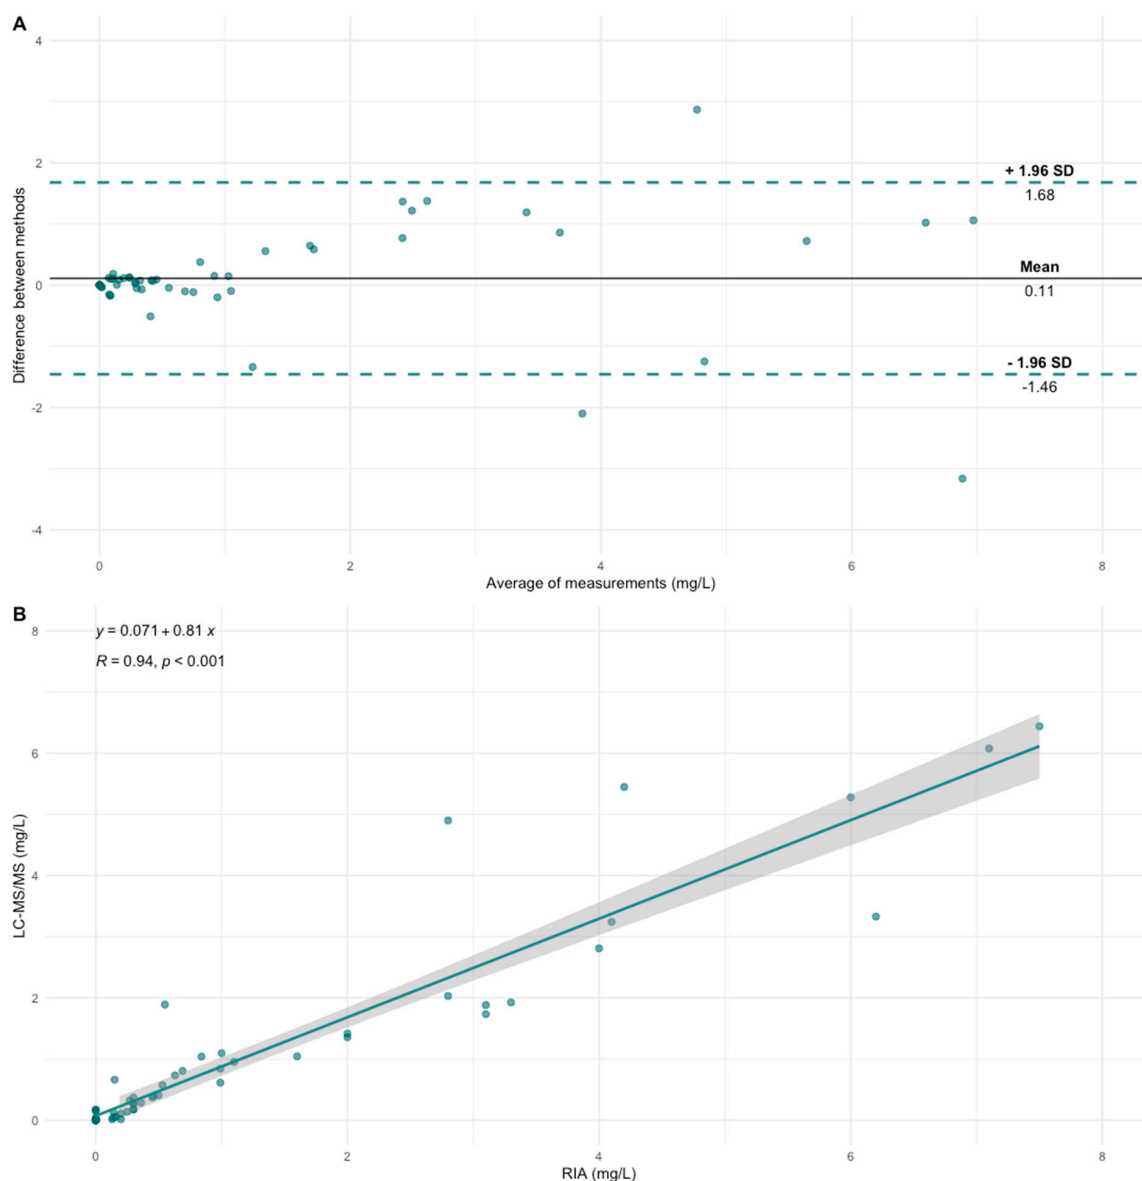 A
4
2
0
-2
-4
Difference between methods
+ 1.96 SD
1.68
Mean
0.11
- 1.96 SD
-1.46
0 2 4 6 8
Average of measurements (mg/L)
B
y = 0.071 + 0.81 x
R = 0.94, p < 0.001
8
6
4
2
0
LC-MS/MS (mg/L)
0 2 4 6 8
RIA (mg/L)